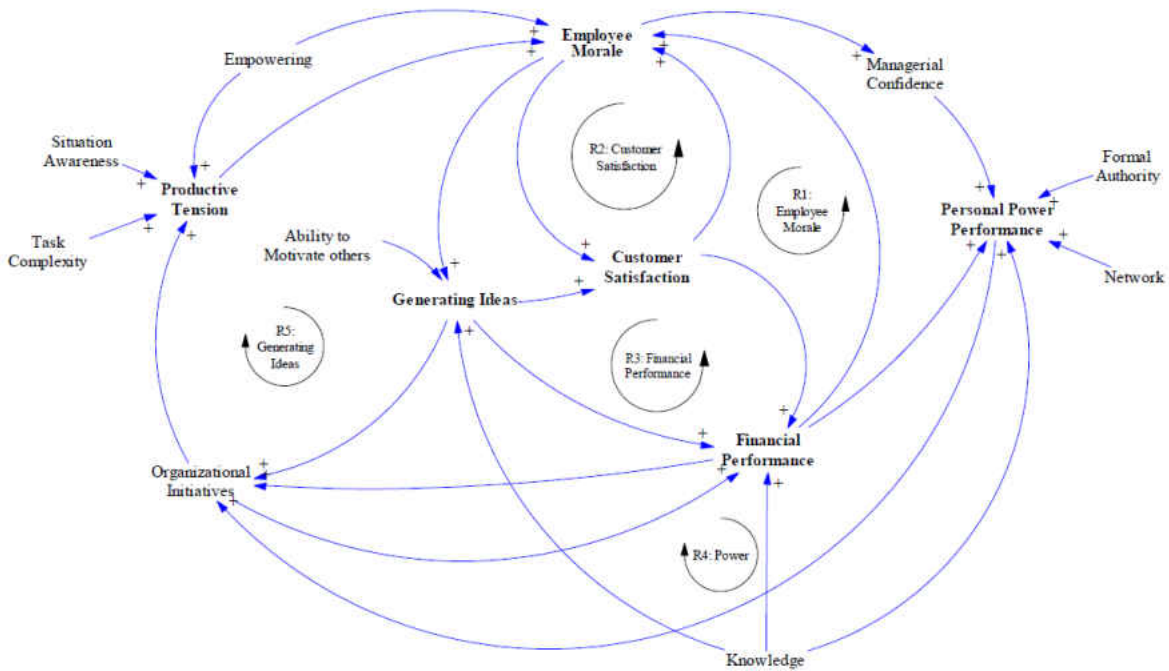 Employee
Morale
Empowering
Managerial
Confidence
Situation
Awareness
R2: Customer
Satisfaction
Formal
Authority
Productive
Tension
R1:
Employee
Morale
Personal Power
Performance
Task
Complexity
Ability to
Motivate others
Customer
Satisfaction
Network
Generating Ideas
R5:
Generating
Ideas
R3: Financial
Performance
Financial
Performance
Organizational
Initiatives
R4: Power
Knowledge